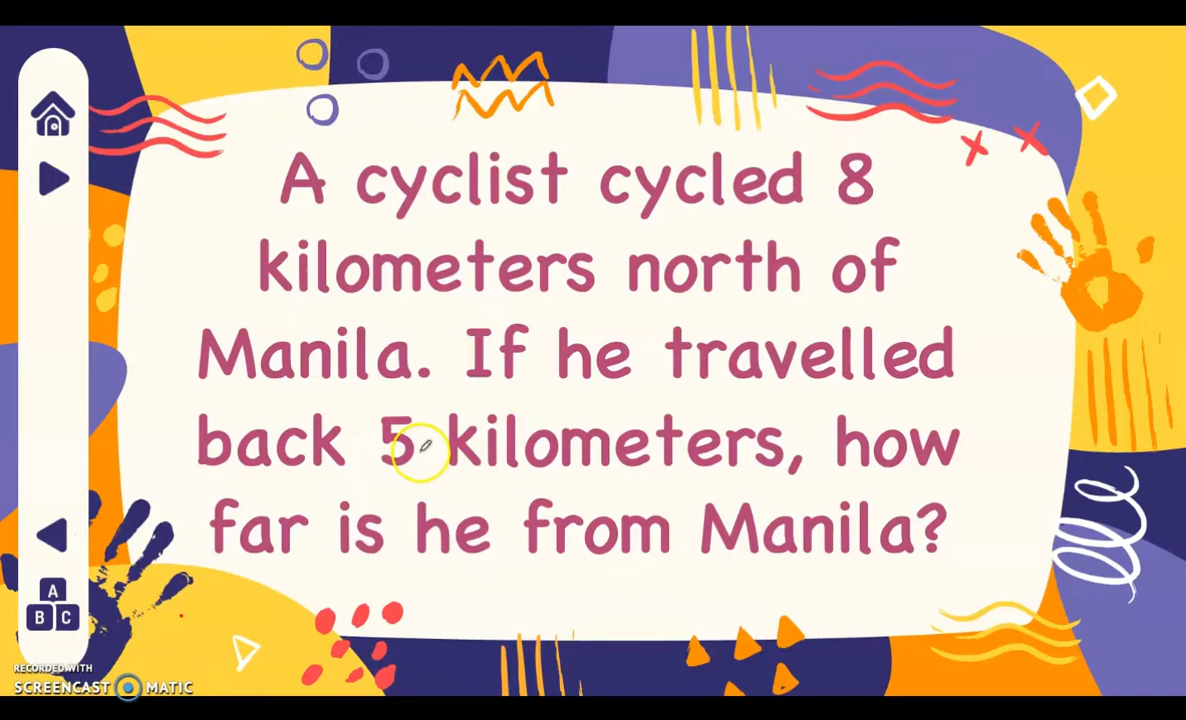 A cyclist cycled 8
kilometers north of
Manila. If he travelled
back 5 kilometers, how
far is he from Manila?
A
B C
RECORDED WITH
SCREENCAST MATIC